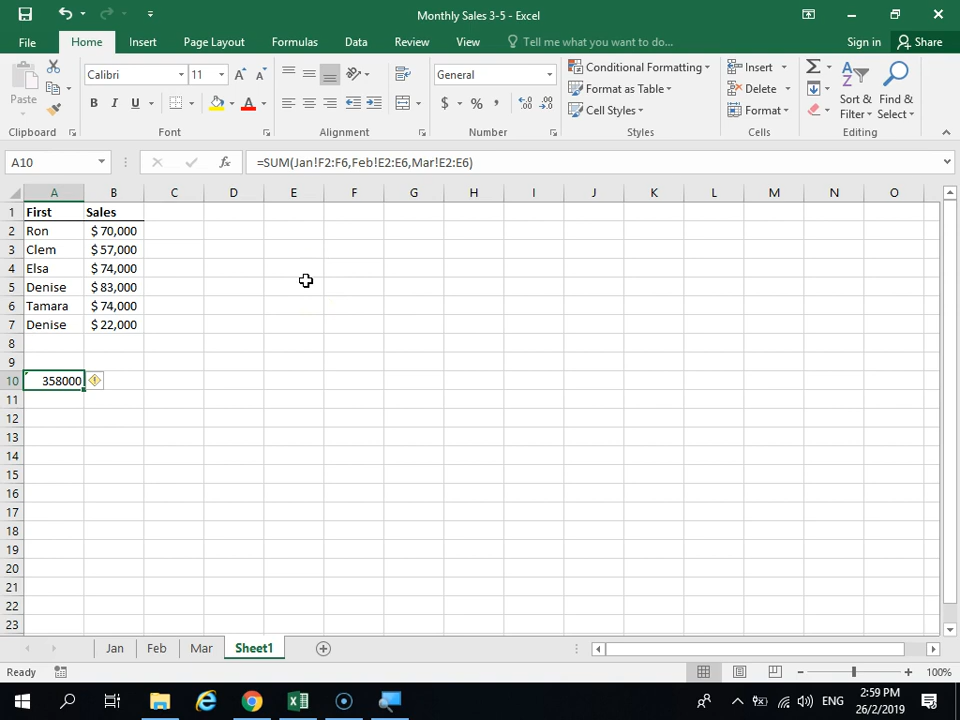 Monthly Sales 3-5 - Excel
File Home Insert Page Layout Formulas Data Review View Tell me what you want to do... Sign in Share
Paste
Calibri 11
B I U A
General
$ % ,
Conditional Formatting
Format as Table
Cell Styles
Insert
Delete
Format
Sort & Filter
Find & Select
Clipboard Font Alignment Number Styles Cells Editing
A10 fx =SUM(Jan!F2:F6,Feb!E2:E6,Mar!E2:E6)
A B C D E F G H I J K L M N O
1 First Sales
2 Ron $ 70,000
3 Clem $ 57,000
4 Elsa $ 74,000
5 Denise $ 83,000
6 Tamara $ 74,000
7 Denise $ 22,000
8
9
10 358000
11
12
13
14
15
16
17
18
19
20
21
22
23
Jan Feb Mar Sheet1
Ready 100%
ENG 2:59 PM
26/2/2019